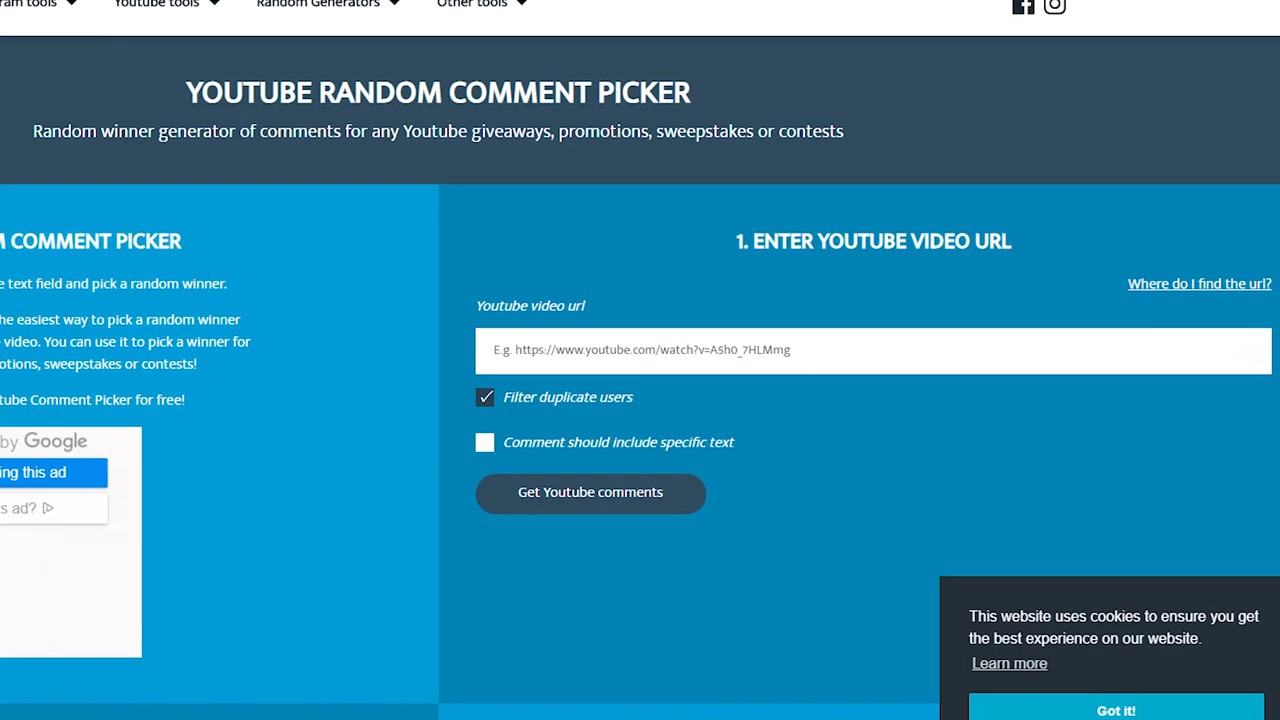 Youtube tools
Random Generators
Other tools
YOUTUBE RANDOM COMMENT PICKER
Random winner generator of comments for any Youtube giveaways, promotions, sweepstakes or contests
COMMENT PICKER
text field and pick a random winner.
easiest way to pick a random winner
video. You can use it to pick a winner for
sweepstakes or contests!
Comment Picker for free!
by Google
this ad
ad?
1. ENTER YOUTUBE VIDEO URL
Where do I find the url?
Youtube video url
E.g. https://www.youtube.com/watch?v=A5h0_7HLMmg
Filter duplicate users
Comment should include specific text
Get Youtube comments
This website uses cookies to ensure you get
the best experience on our website.
Learn more
Got it!